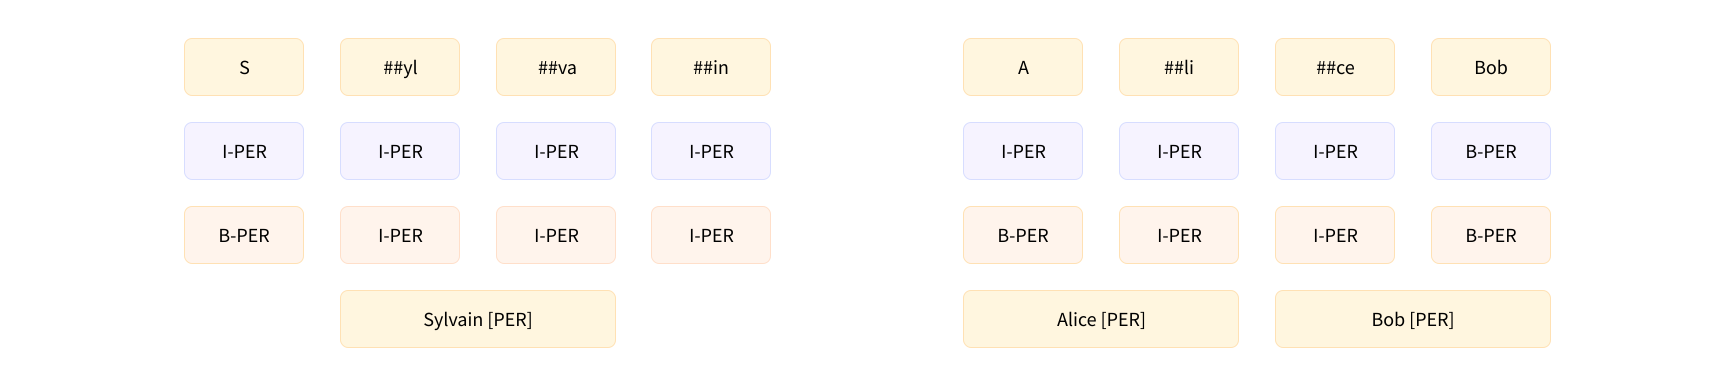 S ##yl ##va ##in A ##li ##ce Bob
I-PER I-PER I-PER I-PER I-PER I-PER I-PER B-PER
B-PER I-PER I-PER I-PER B-PER I-PER I-PER B-PER
Sylvain [PER] Alice [PER] Bob [PER]